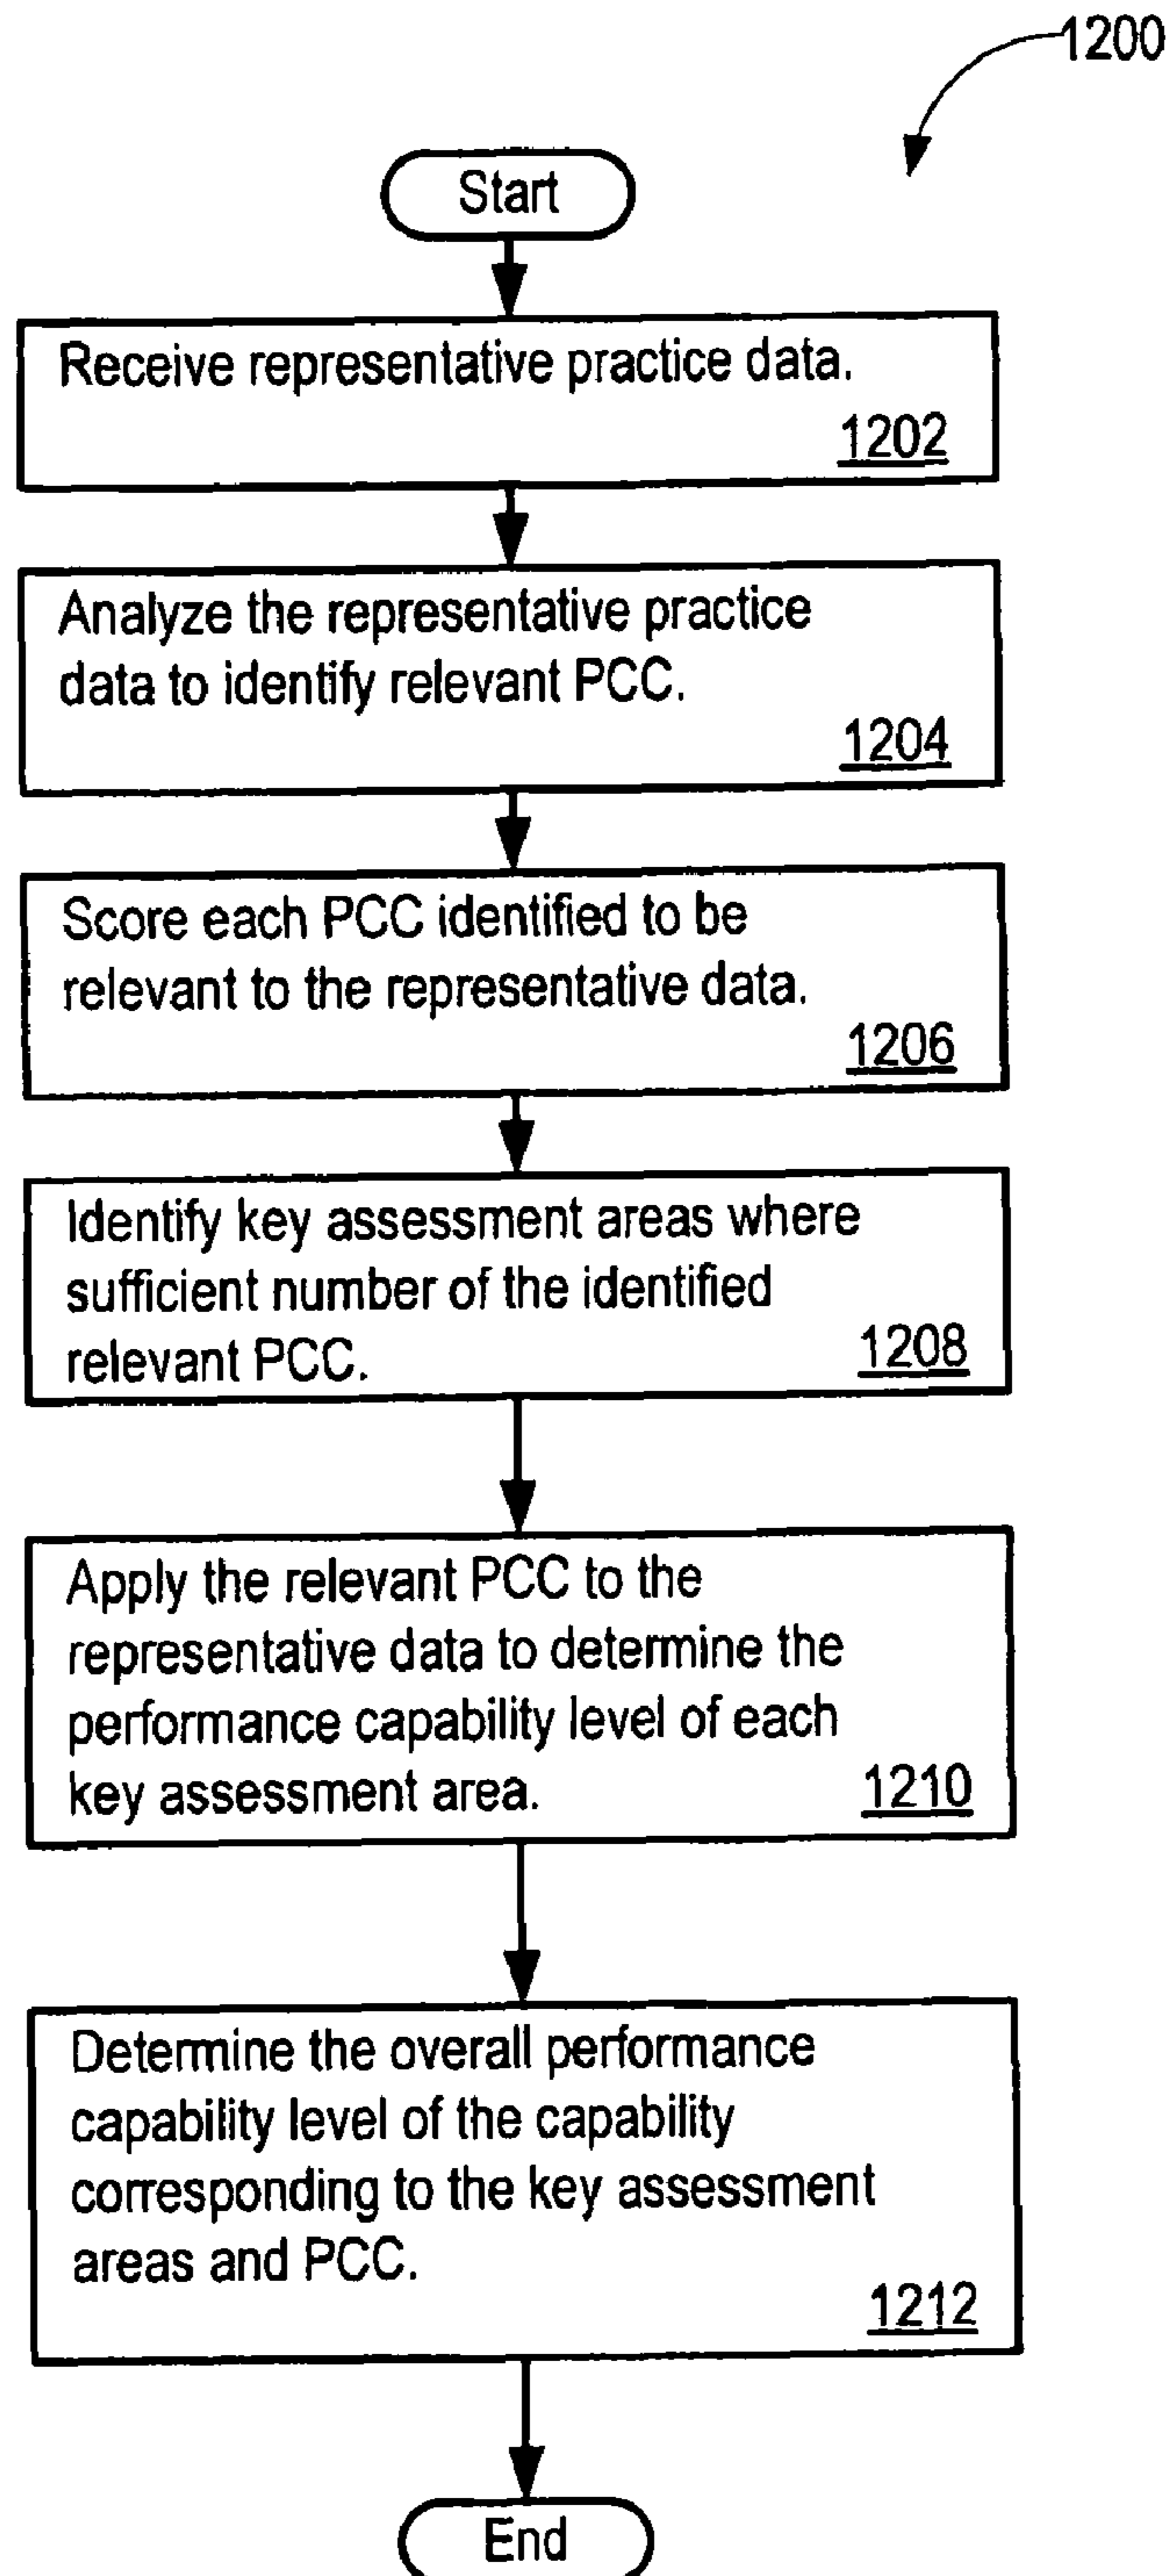 1200
Start
Receive representative practice data.
1202
Analyze the representative practice
data to identify relevant PCC.
1204
Score each PCC identified to be
relevant to the representative data.
1206
Identify key assessment areas where
sufficient number of the identified
relevant PCC.
1208
Apply the relevant PCC to the
representative data to determine the
performance capability level of each
key assessment area.
1210
Determine the overall performance
capability level of the capability
corresponding to the key assessment
areas and PCC.
1212
End